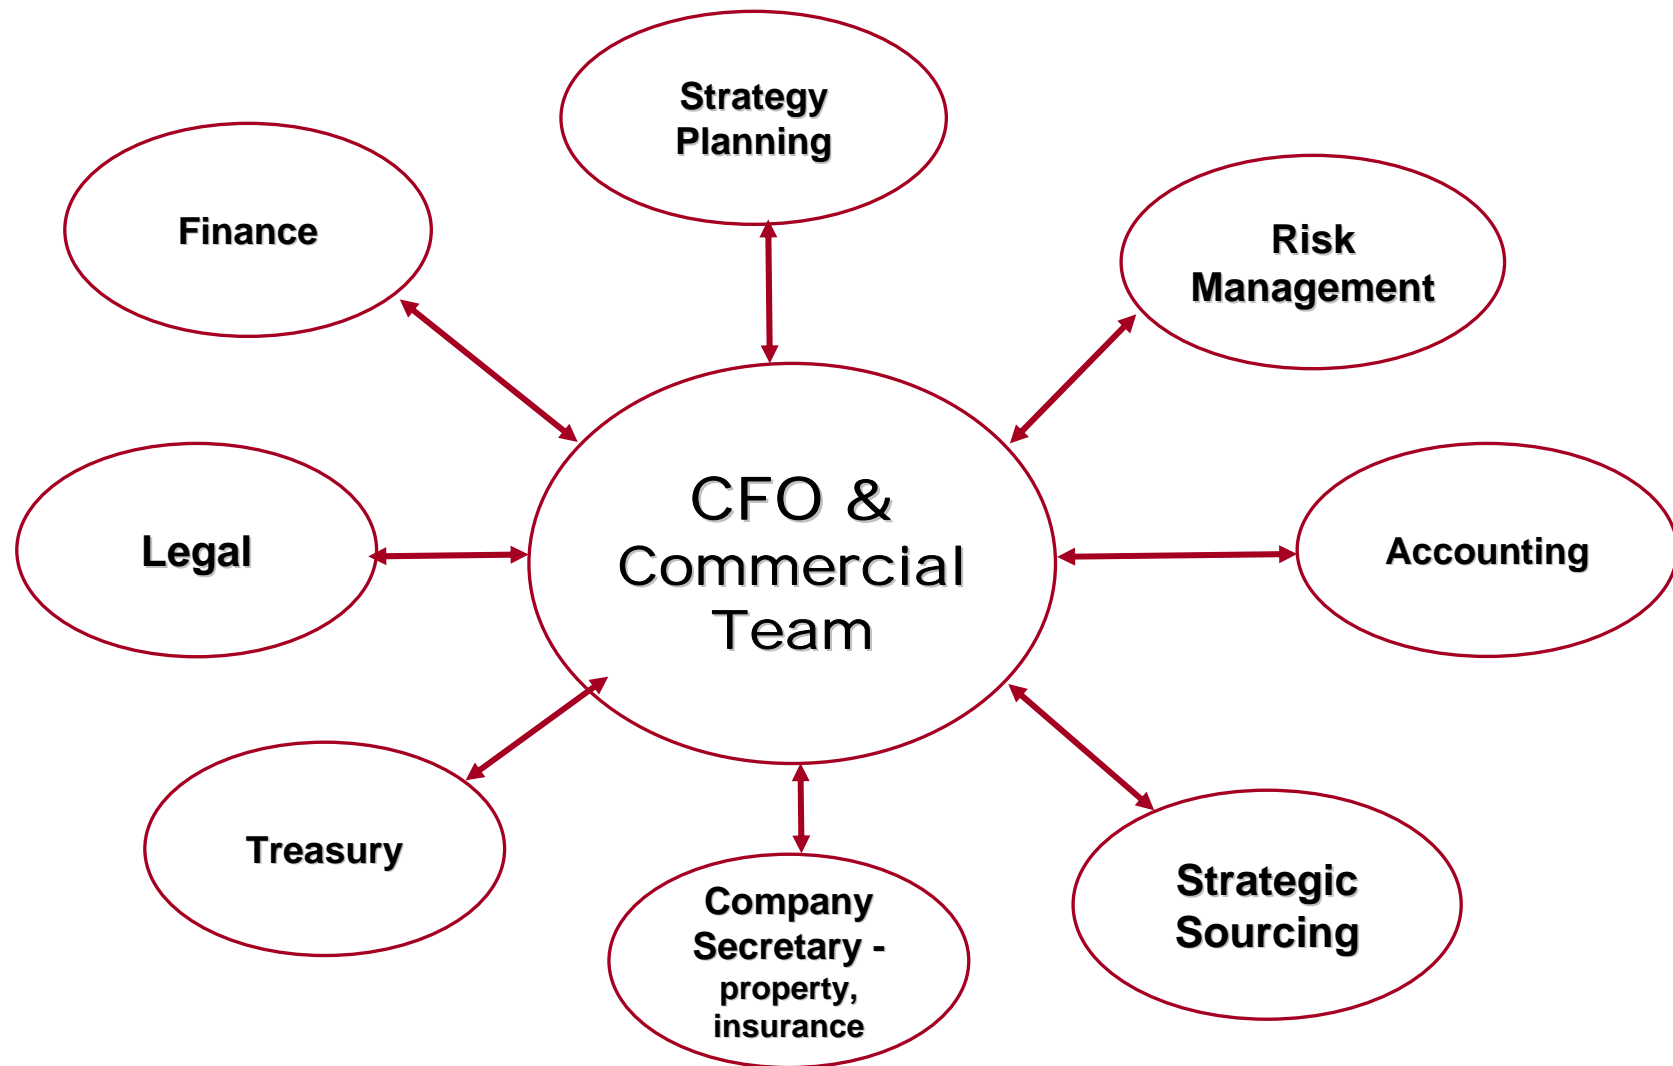 Strategy
Planning
Finance
Risk
Management
CFO &
Commercial
Team
Legal
Accounting
Treasury
Company
Secretary -
property,
insurance
Strategic
Sourcing